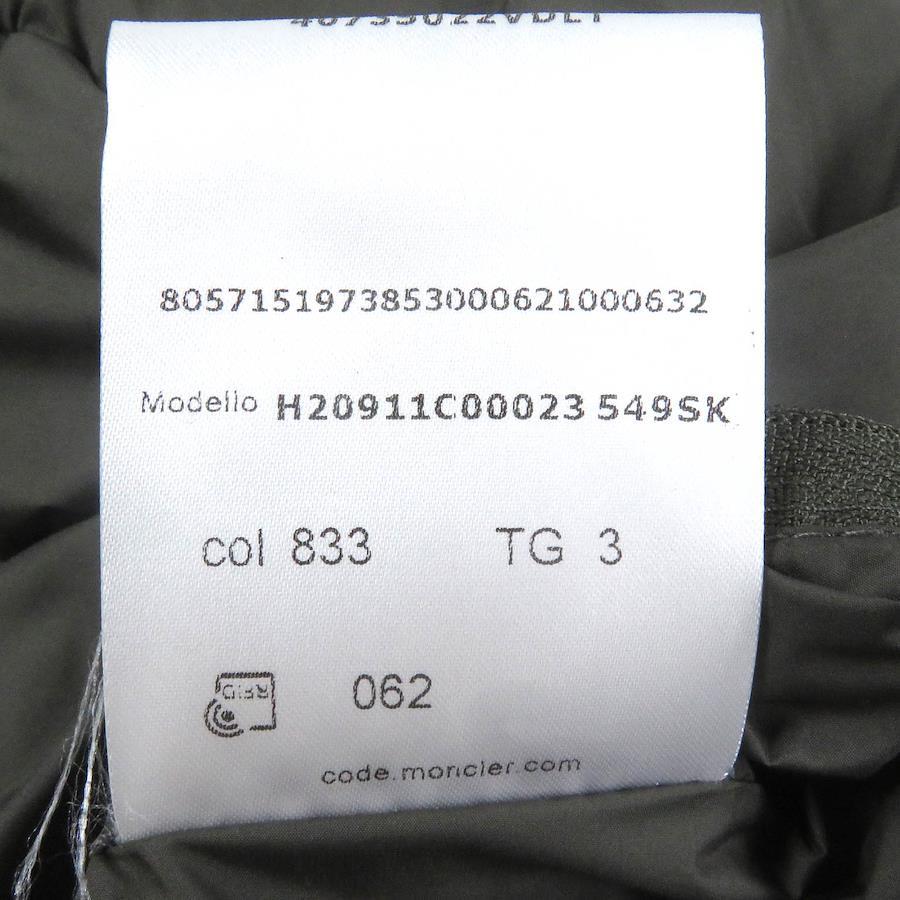 8057151973853000621000632
Modello H20911C00023 549SK
col 833 TG 3
RFID
062
code.moncler.com